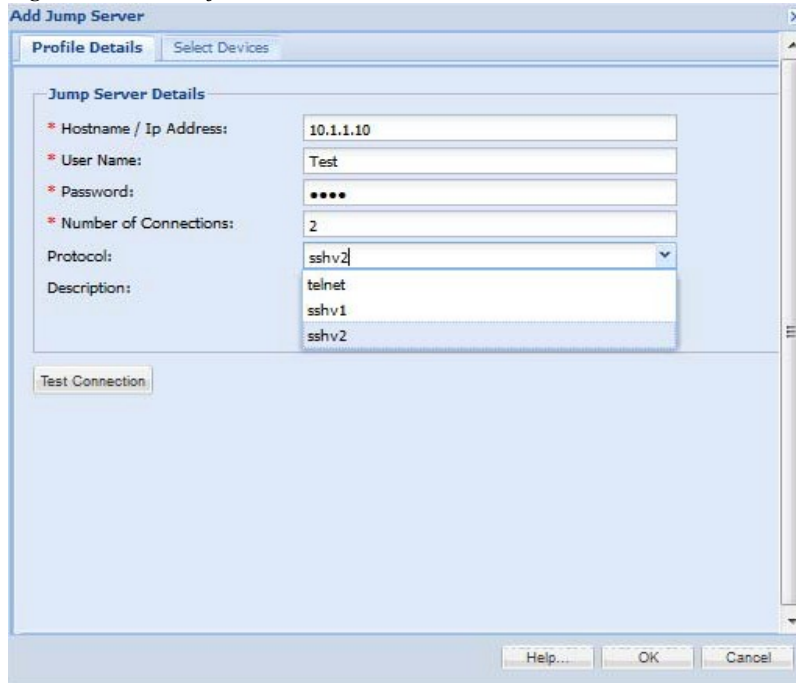 Add Jump Server
Profile Details Select Devices
Jump Server Details
* Hostname / Ip Address: 10.1.1.10
* User Name: Test
* Password: ••••
* Number of Connections: 2
Protocol: sshv2
Description:
telnet
sshv1
sshv2
Test Connection
Help... OK Cancel